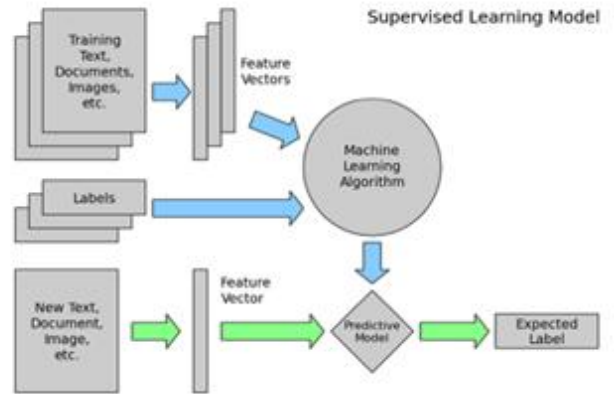 Supervised Learning Model
Training
Text,
Documents,
Images,
etc.
Feature
Vectors
Machine
Learning
Algorithm
Labels
New Text,
Document,
Image,
etc.
Feature
Vector
Predictive
Model
Expected
Label